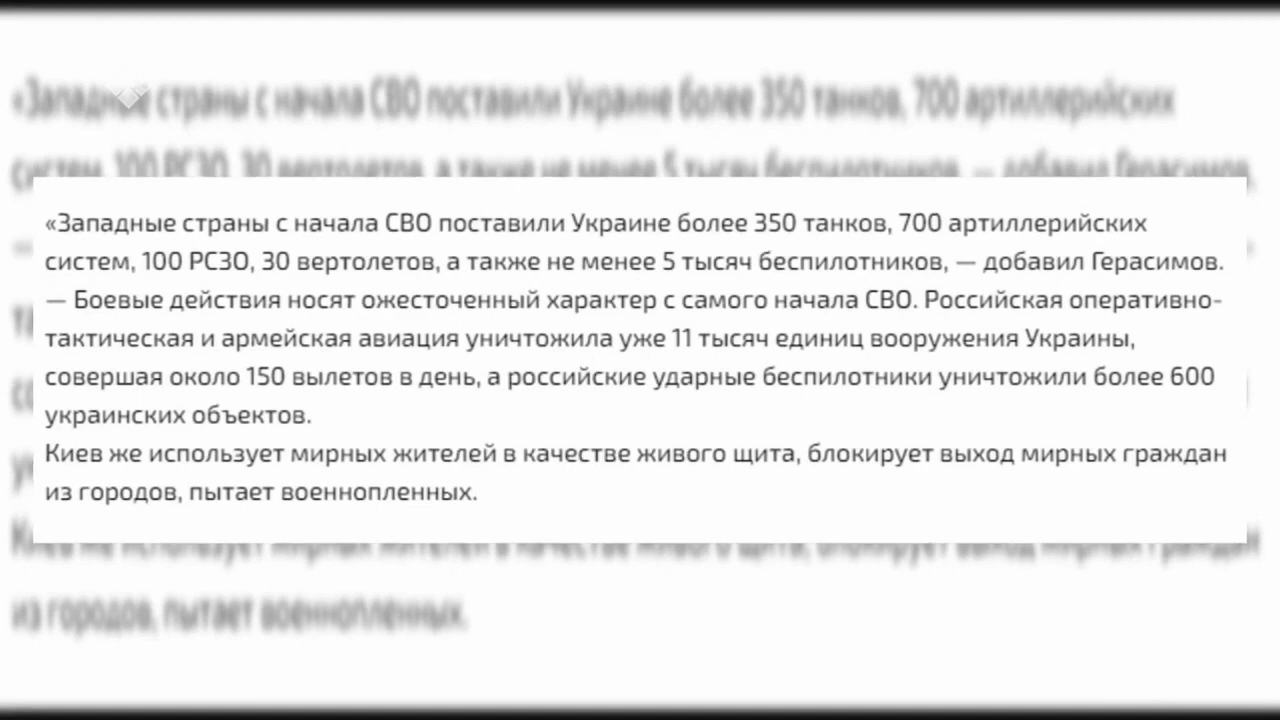 «Западные страны с начала СВО поставили Украине более 350 танков, 700 артиллерийских
систем, 100 РСЗО, 30 вертолетов, а также не менее 5 тысяч беспилотников, — добавил Герасимов.
— Боевые действия носят ожесточенный характер с самого начала СВО. Российская оперативно-
тактическая и армейская авиация уничтожила уже 11 тысяч единиц вооружения Украины,
совершая около 150 вылетов в день, а российские ударные беспилотники уничтожили более 600
украинских объектов.
Киев же использует мирных жителей в качестве живого щита, блокирует выход мирных граждан
из городов, пытает военнопленных.